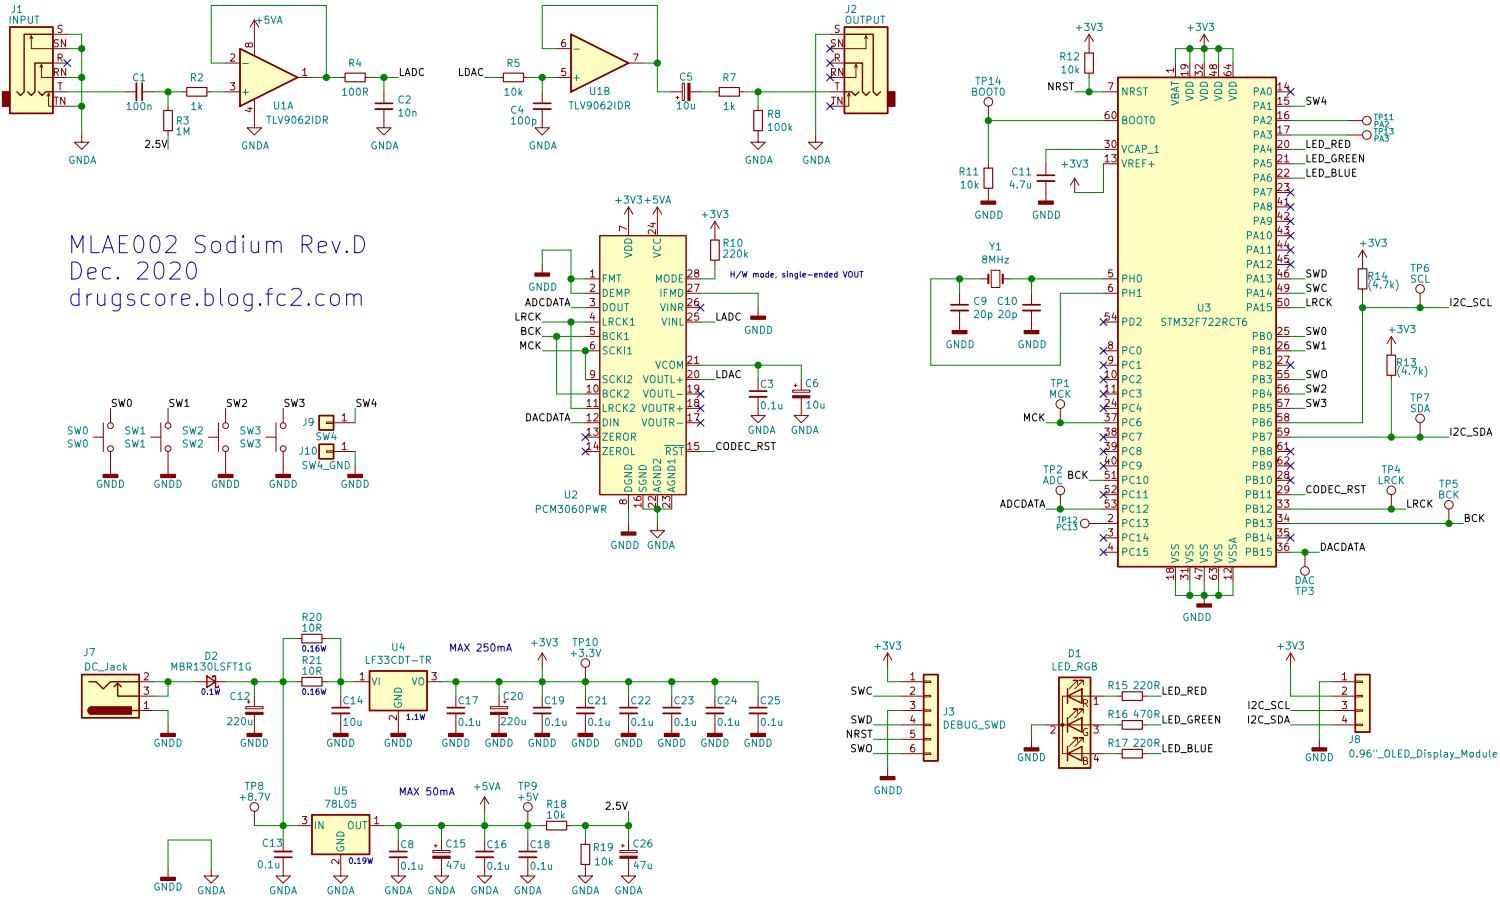 J1
INPUT
S
SN
R
RN
T
TN
GNDA
C1
100n
R2
1k
R3
1M
2.5V
+5VA
8
2
3
1
4
U1A
TLV9062IDR
GNDA
R4
100R
LADC
C2
10n
GNDA
LDAC
R5
10k
C4
100p
GNDA
6
5
7
U1B
TLV9062IDR
C5
10u
R7
1k
R8
100k
GNDA
J2
OUTPUT
S
SN
R
RN
T
TN
GNDA
MLAE002 Sodium Rev.D
Dec. 2020
drugscore.blog.fc2.com
+3V3
+5VA
7
24
VDD
VCC
+3V3
R10
220k
H/W mode, single-ended VOUT
GNDD
ADCDATA
LRCK
BCK
MCK
DACDATA
1 FMT
2 DEMP
3 DOUT
4 LRCK1
5 BCK1
6 SCKI1
9 SCKI2
10 BCK2
11 LRCK2
12 DIN
13 ZEROR
14 ZEROL
MODE 28
IFMD 27
VINR 26
VINL 25
VCOM 21
VOUTL+ 20
VOUTL- 19
VOUTR+ 18
VOUTR- 17
RST 15
GNDD
LADC
LDAC
C3
0.1u
GNDA
C6
10u
GNDA
CODEC_RST
DGND
SGND
AGND2
AGND1
8
16
22
23
U2
PCM3060PWR
GNDD
GNDA
SW0
SW0
SW0
GNDD
SW1
SW1
SW1
GNDD
SW2
SW2
SW2
GNDD
SW3
SW3
SW3
GNDD
SW4
J9
1
SW4
J10
1
SW4_GND
GNDD
+3V3
R12
10k
NRST
TP14
BOOT0
R11
10k
GNDD
C11
4.7u
GNDD
+3V3
+3V3
1
19
32
48
64
VBAT
VDD
VDD
VDD
VDD
7 NRST
60 BOOT0
30 VCAP_1
13 VREF+
5 PH0
6 PH1
54 PD2
8 PC0
9 PC1
10 PC2
11 PC3
24 PC4
37 PC6
38 PC7
39 PC8
40 PC9
51 PC10
52 PC11
53 PC12
2 PC13
3 PC14
4 PC15
U3
STM32F722RCT6
PA0 14
PA1 15
PA2 16
PA3 17
PA4 20
PA5 21
PA6 22
PA7 23
PA8 41
PA9 42
PA10 43
PA11 44
PA12 45
PA13 46
PA14 49
PA15 50
PB0 25
PB1 26
PB2 27
PB3 55
PB4 56
PB5 57
PB6 58
PB7 59
PB8 61
PB9 62
PB10 28
PB11 29
PB12 33
PB13 34
PB14 35
PB15 36
VSS
VSS
VSS
VSS
VSSA
18
31
47
63
12
GNDD
Y1
8MHz
C9
20p
GNDD
C10
20p
GNDD
TP1
MCK
MCK
TP2
ADC
BCK
ADCDATA
TP12
PC13
SW4
TP11
PA2
TP13
PA3
LED_RED
LED_GREEN
LED_BLUE
SWD
SWC
LRCK
SW0
SW1
SWO
SW2
SW3
+3V3
R14
(4.7k)
TP6
SCL
I2C_SCL
+3V3
R13
(4.7k)
TP7
SDA
I2C_SDA
CODEC_RST
TP4
LRCK
LRCK
TP5
BCK
BCK
DACDATA
DAC
TP3
J7
DC_Jack
2
3
1
GNDD
D2
MBR130LSFT1G
0.1W
C12
220u
GNDD
R20
10R
0.16W
R21
10R
0.16W
C14
10u
GNDD
U4
LF33CDT-TR
1 VI
VO 3
GND
2
1.1W
GNDD
MAX 250mA
C17
0.1u
GNDD
C20
220u
GNDD
+3V3
C19
0.1u
GNDD
TP10
+3.3V
C21
0.1u
GNDD
C22
0.1u
GNDD
C23
0.1u
GNDD
C24
0.1u
GNDD
C25
0.1u
GNDD
TP8
+8.7V
C13
0.1u
GNDA
U5
78L05
3 IN
OUT 1
GND
2
0.19W
GNDA
MAX 50mA
C8
0.1u
GNDA
C15
47u
GNDA
+5VA
C16
0.1u
GNDA
TP9
+5V
C18
0.1u
GNDA
R18
10k
2.5V
R19
10k
GNDA
C26
47u
GNDA
GNDD
GNDA
+3V3
SWC
SWD
NRST
SWO
1
2
3
4
5
6
J3
DEBUG_SWD
GNDD
D1
LED_RGB
R 1
G 3
B 4
2
GNDD
R15 220R
LED_RED
R16 470R
LED_GREEN
R17 220R
LED_BLUE
+3V3
I2C_SCL
I2C_SDA
1
2
3
4
J8
0.96"_OLED_Display_Module
GNDD